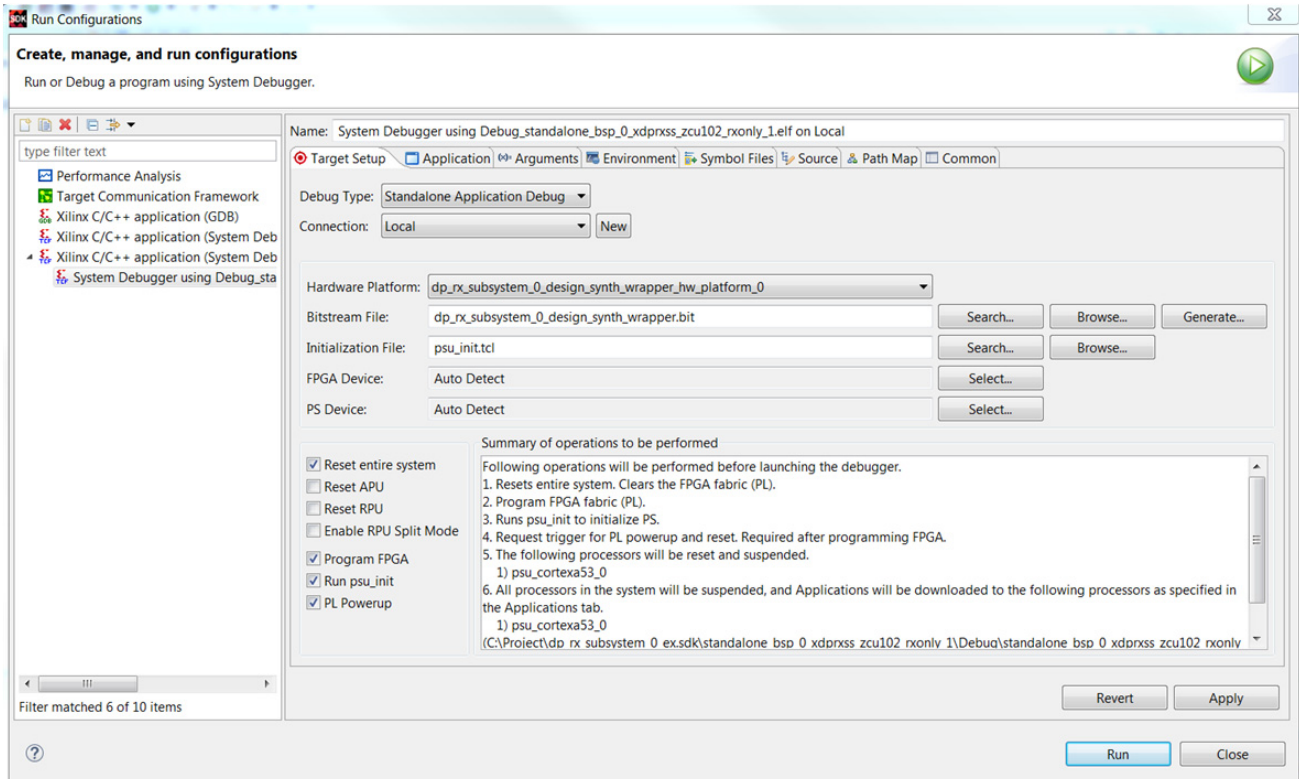 SDK Run Configurations
Create, manage, and run configurations
Run or Debug a program using System Debugger.
type filter text
Performance Analysis
Target Communication Framework
Xilinx C/C++ application (GDB)
Xilinx C/C++ application (System Deb
Xilinx C/C++ application (System Deb
System Debugger using Debug_sta
Filter matched 6 of 10 items
Name: System Debugger using Debug_standalone_bsp_0_xdprxss_zcu102_rxonly_1.elf on Local
Target Setup Application Arguments Environment Symbol Files Source Path Map Common
Debug Type: Standalone Application Debug
Connection: Local New
Hardware Platform: dp_rx_subsystem_0_design_synth_wrapper_hw_platform_0
Bitstream File: dp_rx_subsystem_0_design_synth_wrapper.bit Search... Browse... Generate...
Initialization File: psu_init.tcl Search... Browse...
FPGA Device: Auto Detect Select...
PS Device: Auto Detect Select...
Reset entire system
Reset APU
Reset RPU
Enable RPU Split Mode
Program FPGA
Run psu_init
PL Powerup
Summary of operations to be performed
Following operations will be performed before launching the debugger.
1. Resets entire system. Clears the FPGA fabric (PL).
2. Program FPGA fabric (PL).
3. Runs psu_init to initialize PS.
4. Request trigger for PL powerup and reset. Required after programming FPGA.
5. The following processors will be reset and suspended.
1) psu_cortexa53_0
6. All processors in the system will be suspended, and Applications will be downloaded to the following processors as specified in
the Applications tab.
1) psu_cortexa53_0
(C:\Project\dp_rx_subsystem_0_ex.sdk\standalone_bsp_0_xdprxss_zcu102_rxonly_1\Debug\standalone_bsp_0_xdprxss_zcu102_rxonly
Revert Apply
Run Close